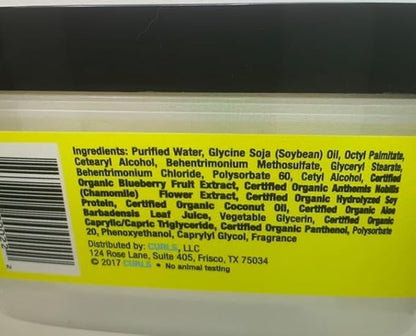 Ingredients: Purified Water, Glycine Soja (Soybean) Oil, Octyl Palmitate,
Cetearyl Alcohol, Behentrimonium Methosulfate, Glyceryl Stearate,
Behentrimonium Chloride, Polysorbate 60, Cetyl Alcohol, Certified
Organic Blueberry Fruit Extract, Certified Organic Anthemis Nobilis
(Chamomile) Flower Extract, Certified Organic Hydrolyzed Soy
Protein, Certified Organic Coconut Oil, Certified Organic Aloe
Barbadensis Leaf Juice, Vegetable Glycerin, Certified Organic
Caprylic/Capric Triglyceride, Certified Organic Panthenol, Polysorbate
20, Phenoxyethanol, Caprylyl Glycol, Fragrance
Distributed by: CURLS, LLC
124 Rose Lane, Suite 405, Frisco, TX 75034
© 2017 CURLS • No animal testing